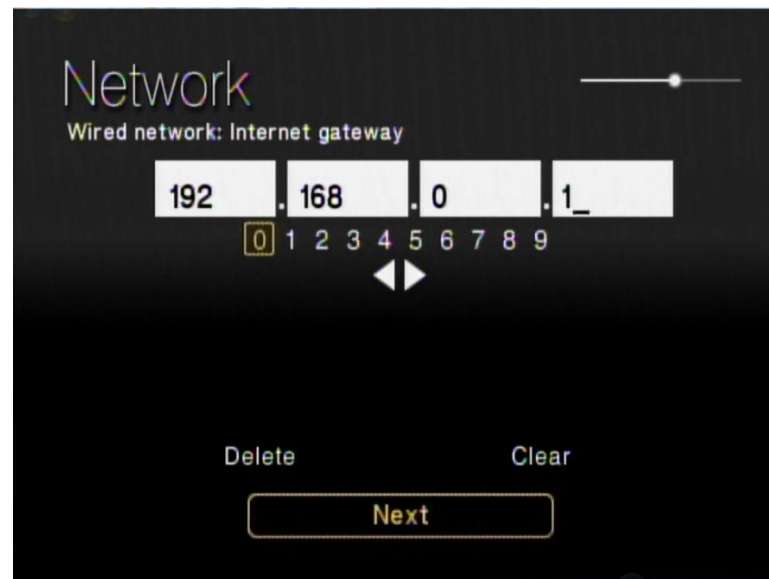 Network
Wired network: Internet gateway
192 . 168 . 0 . 1_
0 1 2 3 4 5 6 7 8 9
Delete Clear
Next